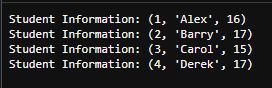 Student Information: (1, 'Alex', 16)
Student Information: (2, 'Barry', 17)
Student Information: (3, 'Carol', 15)
Student Information: (4, 'Derek', 17)